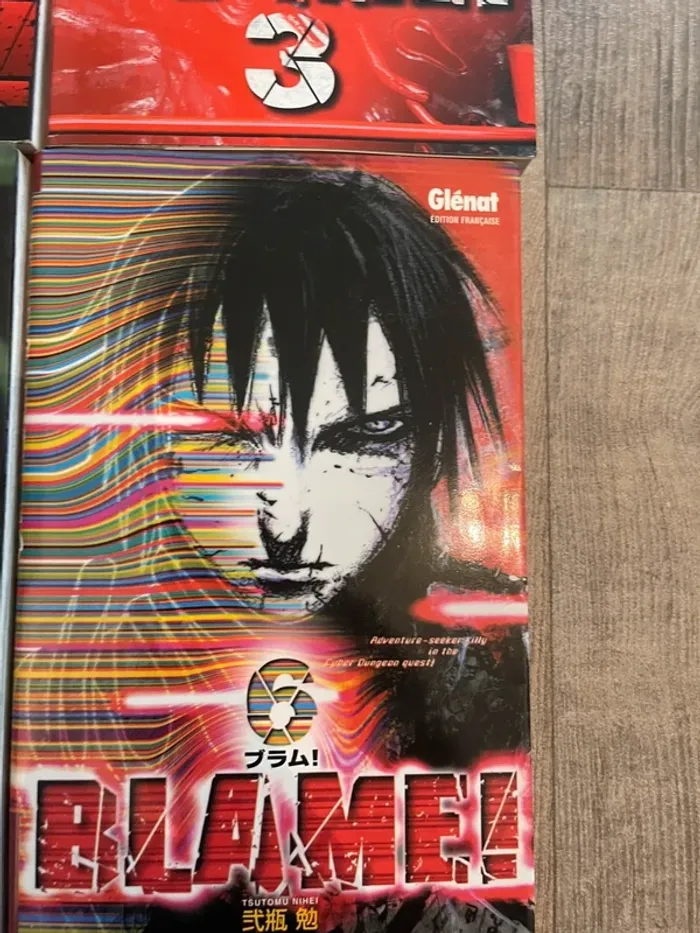 3
Glénat
ÉDITION FRANÇAISE
Adventure-seeker Killy
in the
Cyber Dungeon quest!
6
ブラム!
BLAME!
TSUTOMU NIHEI
弐瓶 勉